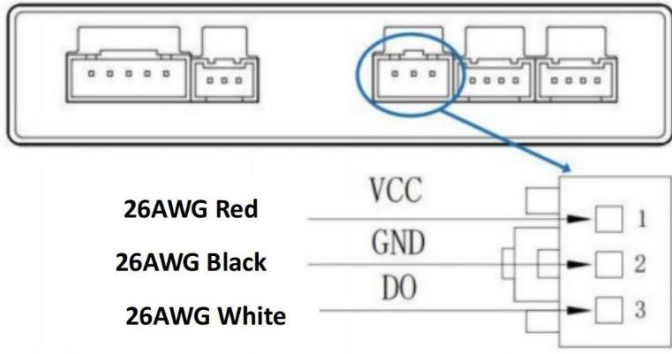 VCC
26AWG Red
1
GND
26AWG Black
2
DO
26AWG White
3